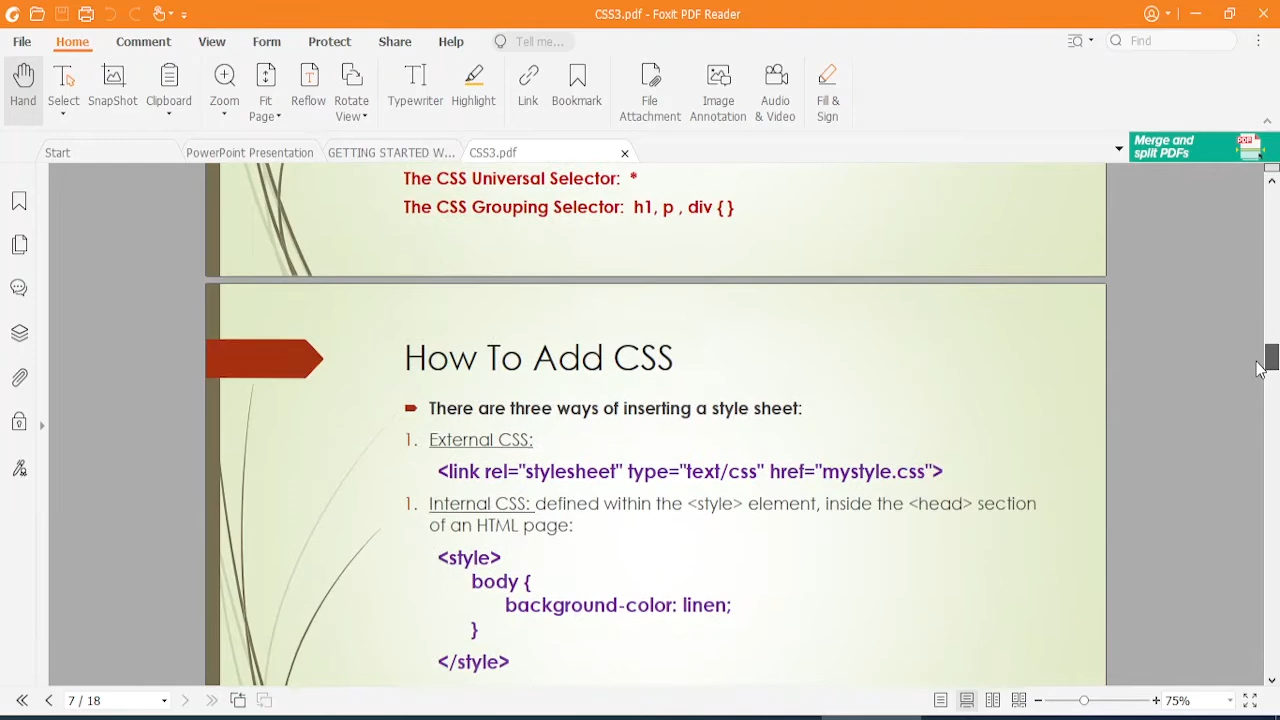 CSS3.pdf - Foxit PDF Reader
File Home Comment View Form Protect Share Help Tell me... Find
Hand Select SnapShot Clipboard Zoom Fit Page Reflow Rotate View Typewriter Highlight Link Bookmark File Attachment Image Annotation Audio & Video Fill & Sign
Start PowerPoint Presentation GETTING STARTED W... CSS3.pdf
Merge and
split PDFs
PDF
The CSS Universal Selector: *
The CSS Grouping Selector: h1, p , div { }
How To Add CSS
There are three ways of inserting a style sheet:
1. External CSS:
<link rel="stylesheet" type="text/css" href="mystyle.css">
1. Internal CSS: defined within the <style> element, inside the <head> section
of an HTML page:
<style>
body {
background-color: linen;
}
</style>
7 / 18 75%